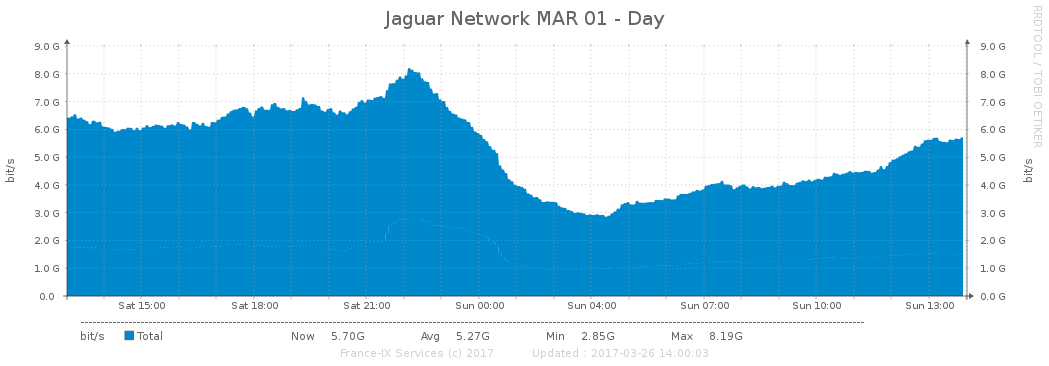 Jaguar Network MAR 01 - Day
RRDTOOL / TOBI OETIKER
9.0 G 9.0 G
8.0 G 8.0 G
7.0 G 7.0 G
6.0 G 6.0 G
5.0 G 5.0 G
4.0 G 4.0 G
3.0 G 3.0 G
2.0 G 2.0 G
1.0 G 1.0 G
0.0 0.0 G
bit/s
bit/s
Sat 15:00 Sat 18:00 Sat 21:00 Sun 00:00 Sun 04:00 Sun 07:00 Sun 10:00 Sun 13:00
bit/s Total Now 5.70G Avg 5.27G Min 2.85G Max 8.19G
France-IX Services (c) 2017 Updated : 2017-03-26 14:00:03